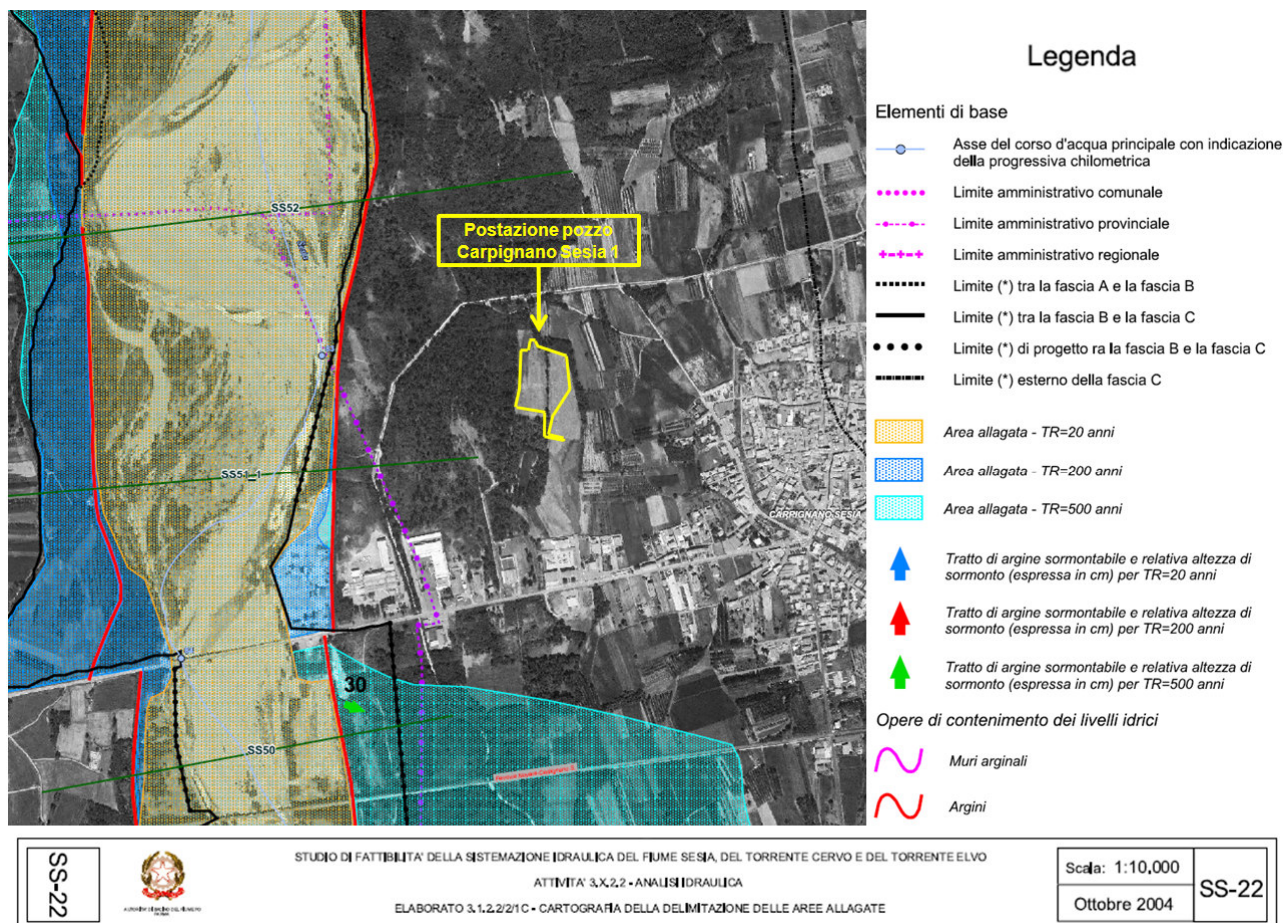 SS52
Postazione pozzo
Carpignano Sesia 1
SS51_1
CARPIGNANO SESIA
30
SS50
Legenda
Elementi di base
Asse del corso d'acqua principale con indicazione
della progressiva chilometrica
Limite amministrativo comunale
Limite amministrativo provinciale
Limite amministrativo regionale
Limite (*) tra la fascia A e la fascia B
Limite (*) tra la fascia B e la fascia C
Limite (*) di progetto ra la fascia B e la fascia C
Limite (*) esterno della fascia C
Area allagata - TR=20 anni
Area allagata - TR=200 anni
Area allagata - TR=500 anni
Tratto di argine sormontabile e relativa altezza di
sormonto (espressa in cm) per TR=20 anni
Tratto di argine sormontabile e relativa altezza di
sormonto (espressa in cm) per TR=200 anni
Tratto di argine sormontabile e relativa altezza di
sormonto (espressa in cm) per TR=500 anni
Opere di contenimento dei livelli idrici
Muri arginali
Argini
SS-22
STUDIO DI FATTIBILITA' DELLA SISTEMAZIONE IDRAULICA DEL FIUME SESIA, DEL TORRENTE CERVO E DEL TORRENTE ELVO
ATTIVITA' 3.X.2.2 - ANALISI IDRAULICA
ELABORATO 3.1.2.2/2/1C - CARTOGRAFIA DELLA DELIMITAZIONE DELLE AREE ALLAGATE
Scala: 1:10,000
Ottobre 2004
SS-22